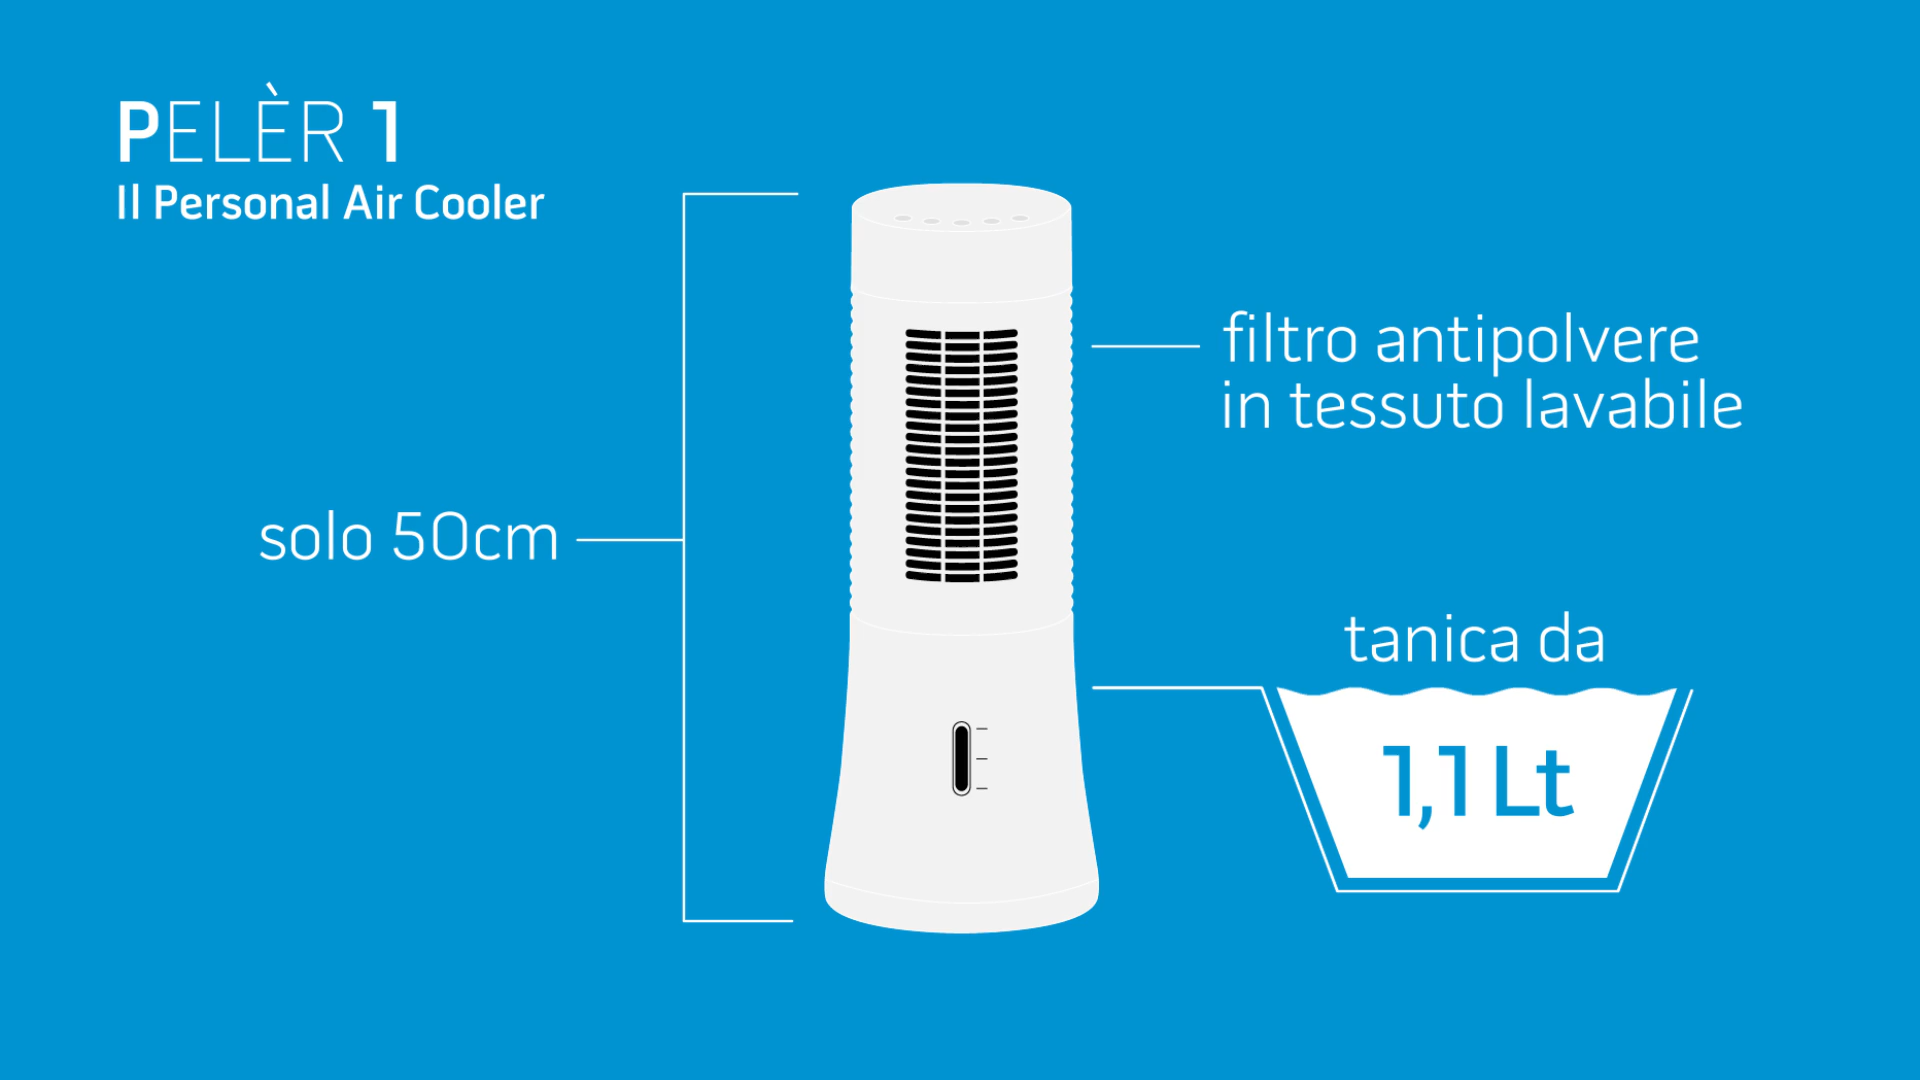 PELÈR 1
Il Personal Air Cooler
filtro antipolvere
in tessuto lavabile
solo 50cm
tanica da
1,1 Lt